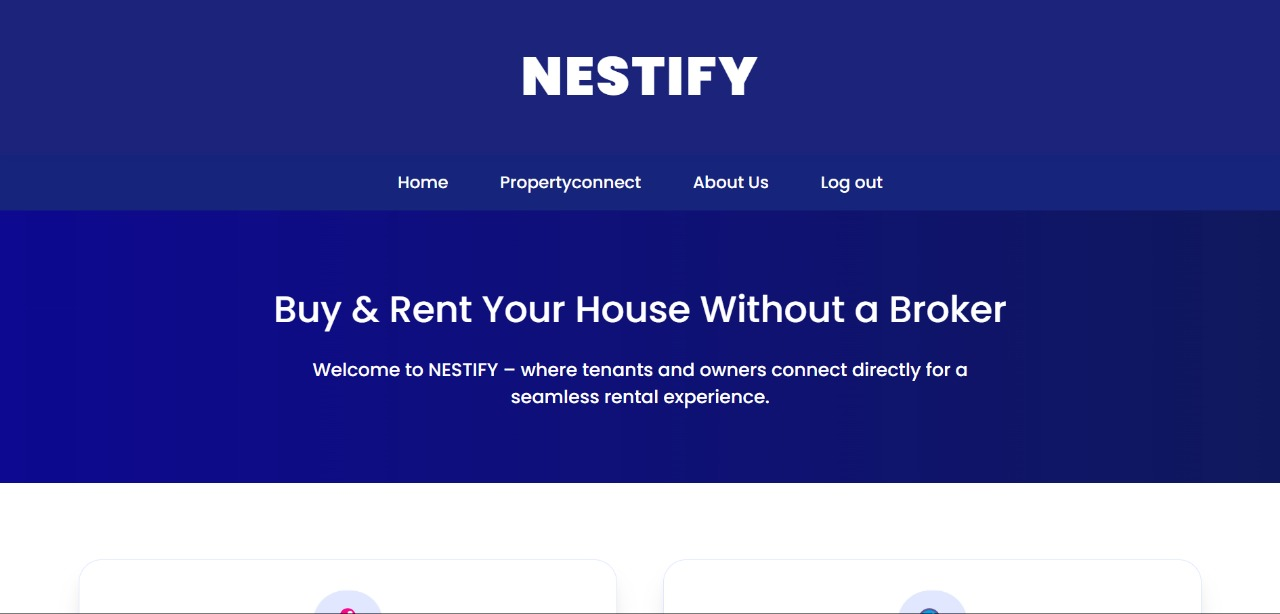 NESTIFY
Home Propertyconnect About Us Log out
Buy & Rent Your House Without a Broker
Welcome to NESTIFY – where tenants and owners connect directly for a
seamless rental experience.